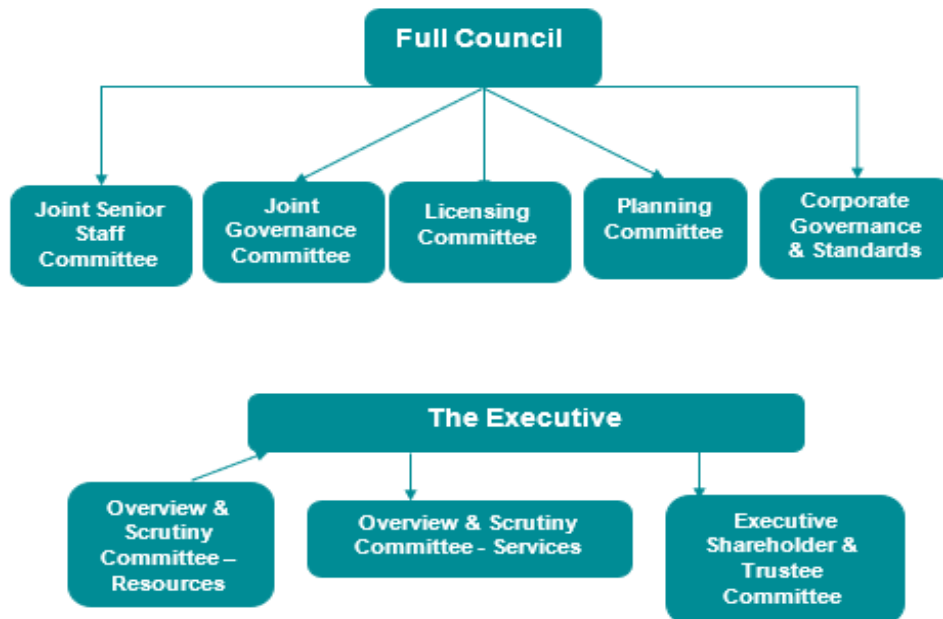 Full Council
Joint Senior
Staff
Committee
Joint
Governance
Committee
Licensing
Committee
Planning
Committee
Corporate
Governance
& Standards
The Executive
Overview &
Scrutiny
Committee –
Resources
Overview & Scrutiny
Committee - Services
Executive
Shareholder &
Trustee
Committee